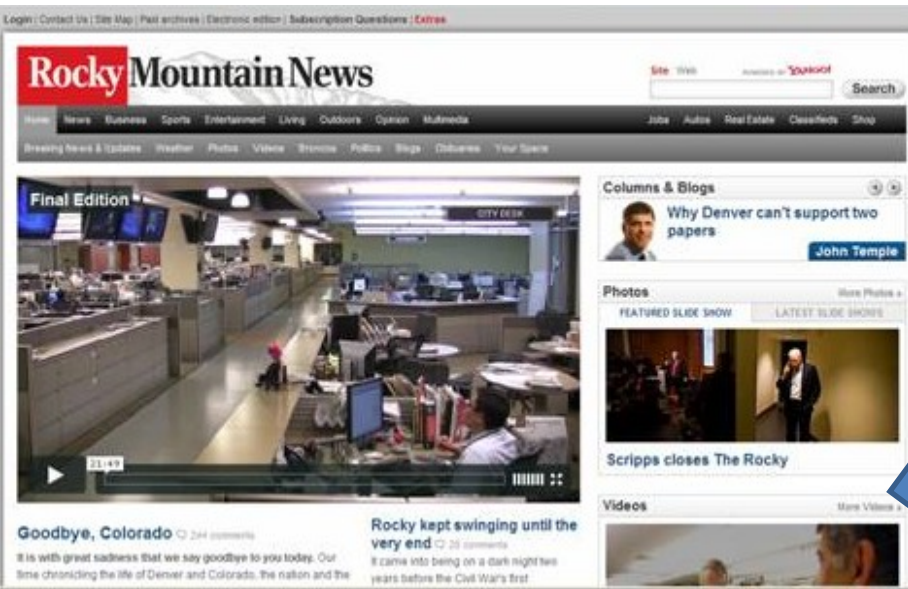 Login | Contact Us | Site Map | Past archives | Electronic edition | Subscription Questions | Extras
Rocky Mountain News
Site Web POWERED BY YAHOO!
Search
Home News Business Sports Entertainment Living Outdoors Opinion Multimedia
Jobs Autos Real Estate Classifieds Shop
Breaking News & Updates Weather Photos Videos Broncos Politics Blogs Obituaries Your Space
Final Edition
CITY DESK
21:49
Goodbye, Colorado 244 comments
It is with great sadness that we say goodbye to you today. Our
time chronicling the life of Denver and Colorado, the nation and the
Rocky kept swinging until the
very end 26 comments
It came into being on a dark night two
years before the Civil War's first
Columns & Blogs
Why Denver can't support two
papers
John Temple
Photos More Photos »
FEATURED SLIDE SHOW LATEST SLIDE SHOWS
Scripps closes The Rocky
Videos More Videos »